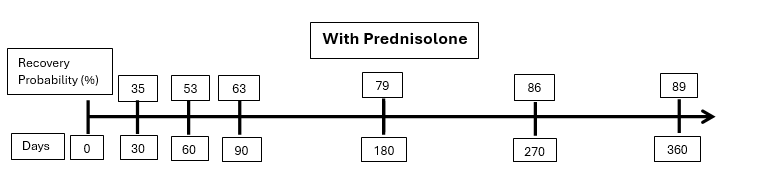 With Prednisolone
Recovery
Probability (%)
35 53 63 79 86 89
Days 0 30 60 90 180 270 360